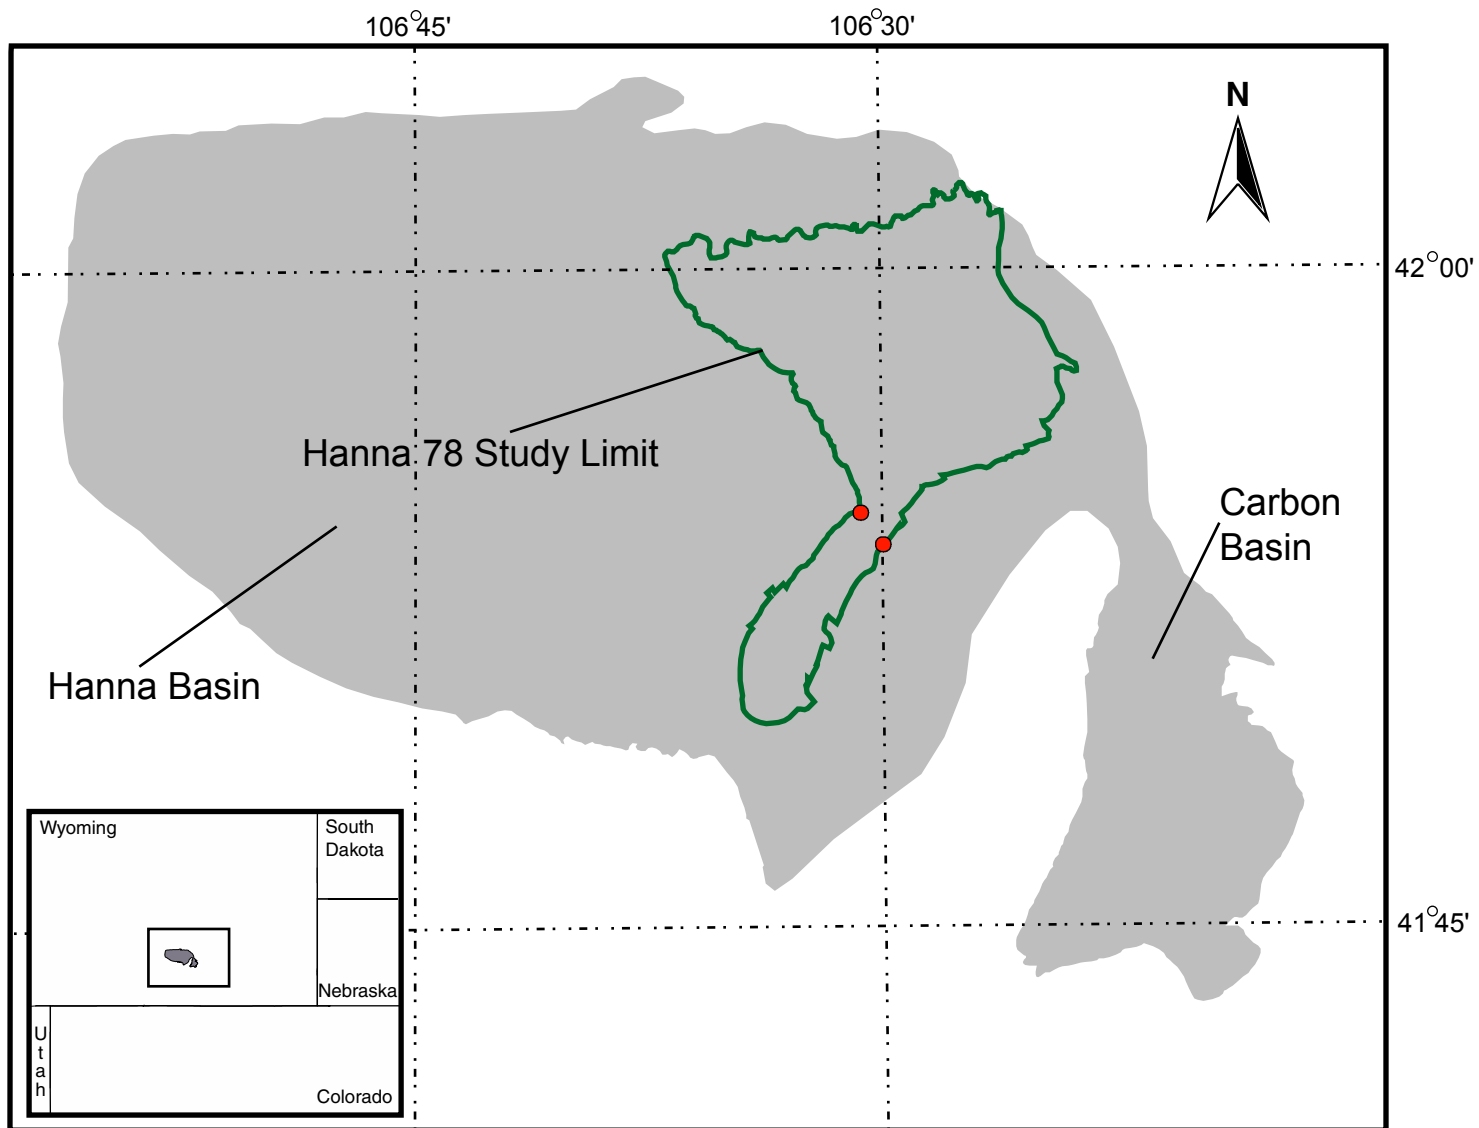 106°45'
106°30'
N
42°00'
Hanna 78 Study Limit
Carbon
Basin
Hanna Basin
Wyoming
South
Dakota
41°45'
Nebraska
Utah
Colorado